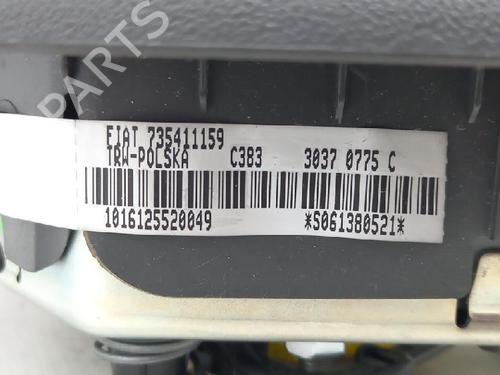 FIAT 735411159
TRW-POLSKA C383 3037 0775 C
1016125520049 *S061380521*
B-PARTS